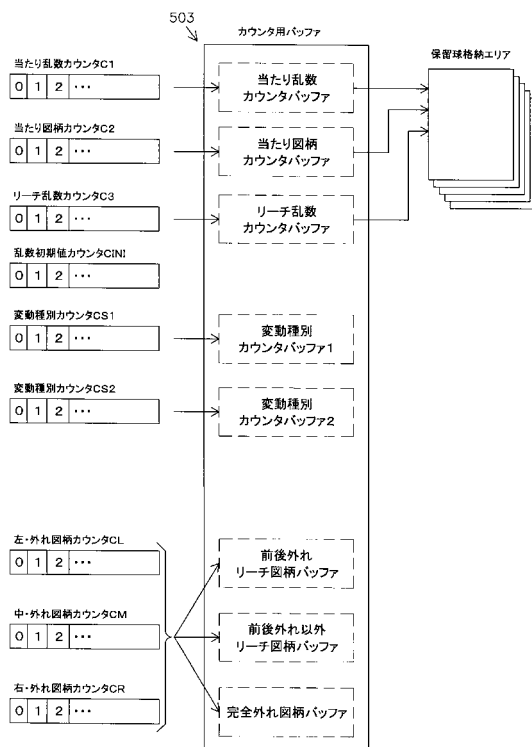 503
カウンタ用バッファ
保留球格納エリア
当たり乱数カウンタC1
0 1 2 ・・・
当たり乱数
カウンタバッファ
当たり図柄カウンタC2
0 1 2 ・・・
当たり図柄
カウンタバッファ
リーチ乱数カウンタC3
0 1 2 ・・・
リーチ乱数
カウンタバッファ
乱数初期値カウンタCINI
0 1 2 ・・・
変動種別カウンタCS1
0 1 2 ・・・
変動種別
カウンタバッファ1
変動種別カウンタCS2
0 1 2 ・・・
変動種別
カウンタバッファ2
左・外れ図柄カウンタCL
0 1 2 ・・・
前後外れ
リーチ図柄バッファ
中・外れ図柄カウンタCM
0 1 2 ・・・
前後外れ以外
リーチ図柄バッファ
右・外れ図柄カウンタCR
0 1 2 ・・・
完全外れ図柄バッファ